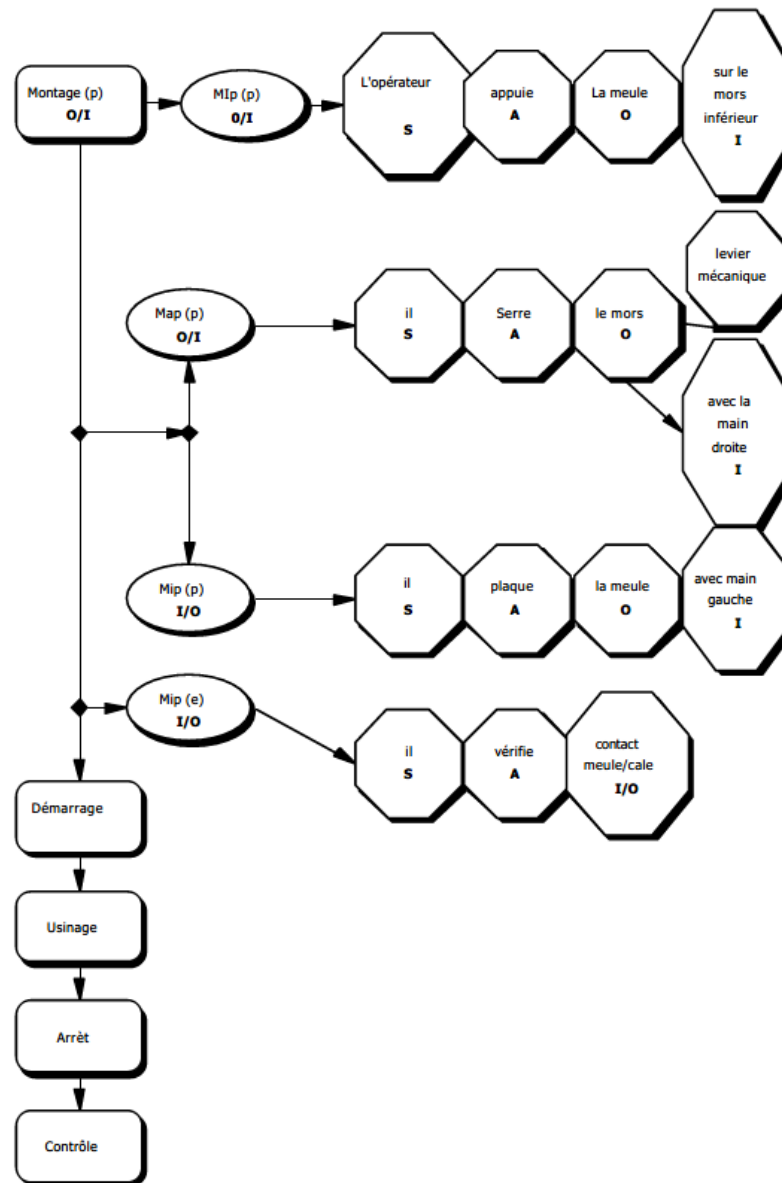 Montage (p)
O/I
MIp (p)
0/I
L'opérateur
S
appuie
A
La meule
O
sur le
mors
inférieur
I
levier
mécanique
Map (p)
O/I
il
S
Serre
A
le mors
O
avec la
main
droite
I
Mip (p)
I/O
il
S
plaque
A
la meule
O
avec main
gauche
I
Mip (e)
I/O
il
S
vérifie
A
contact
meule/cale
I/O
Démarrage
Usinage
Arrèt
Contrôle